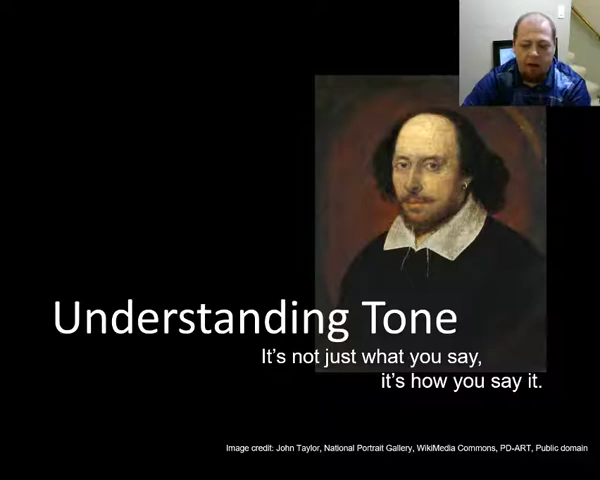 Understanding Tone
It's not just what you say,
it's how you say it.
Image credit: John Taylor, National Portrait Gallery, WikiMedia Commons, PD-ART, Public domain